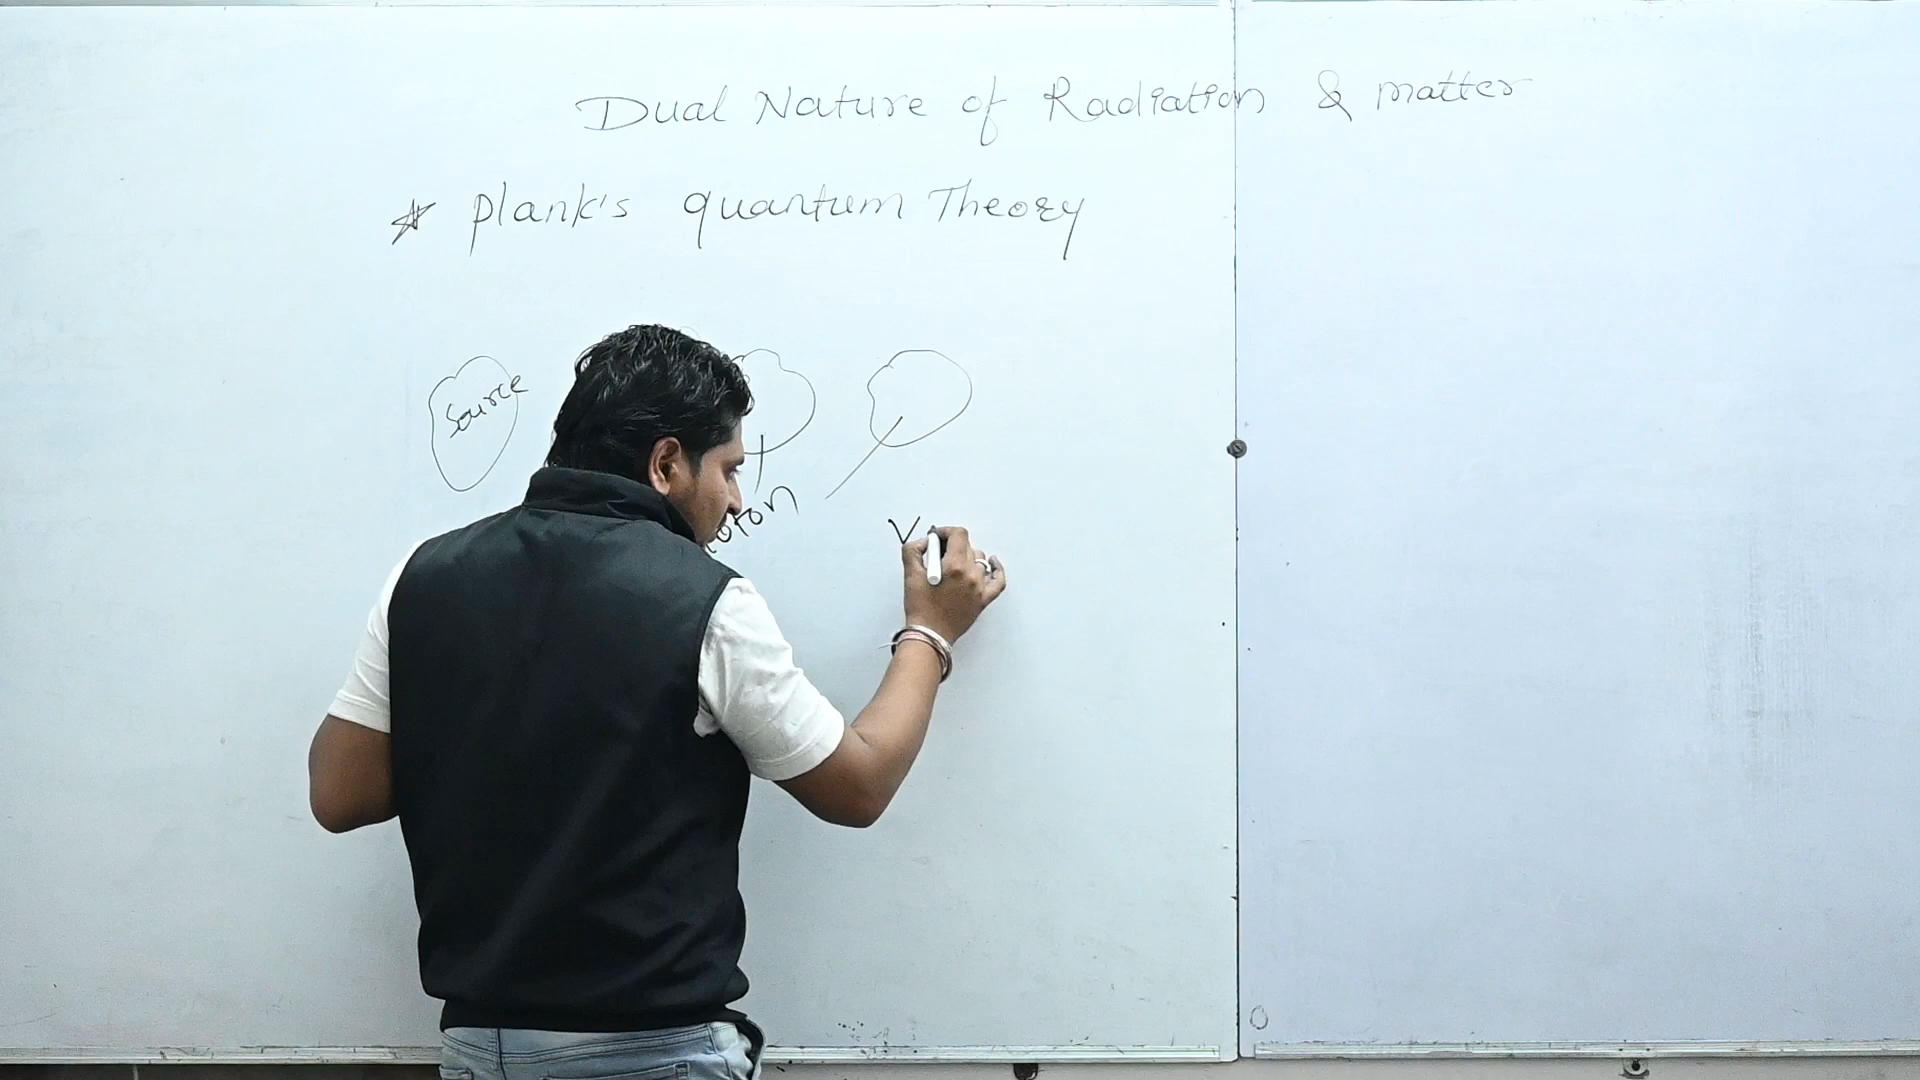 Dual Nature of Radiation & matter
* plank's quantum Theory
Source